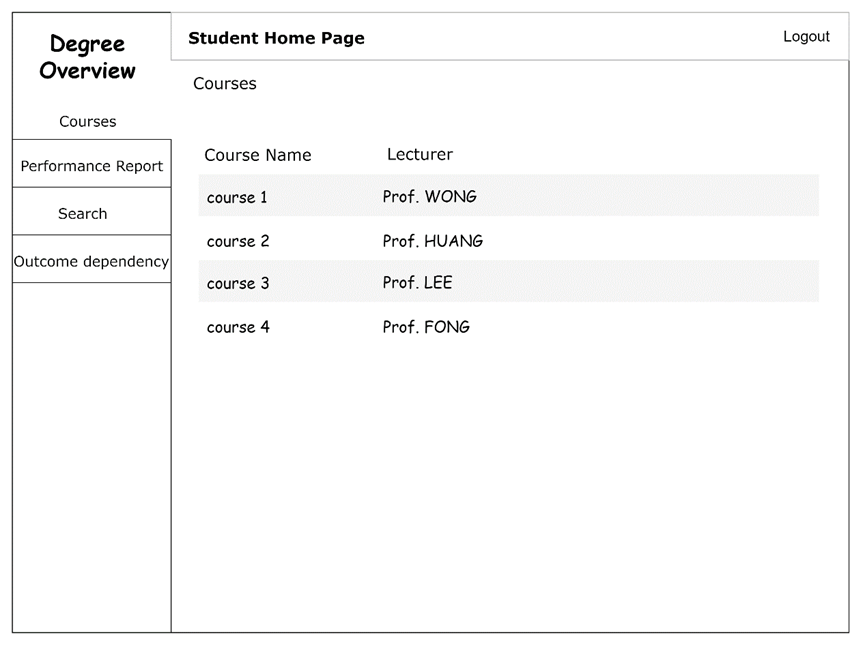 Degree
Overview
Student Home Page
Logout
Courses
Courses
Performance Report
Search
Outcome dependency
Course Name Lecturer
course 1 Prof. WONG
course 2 Prof. HUANG
course 3 Prof. LEE
course 4 Prof. FONG